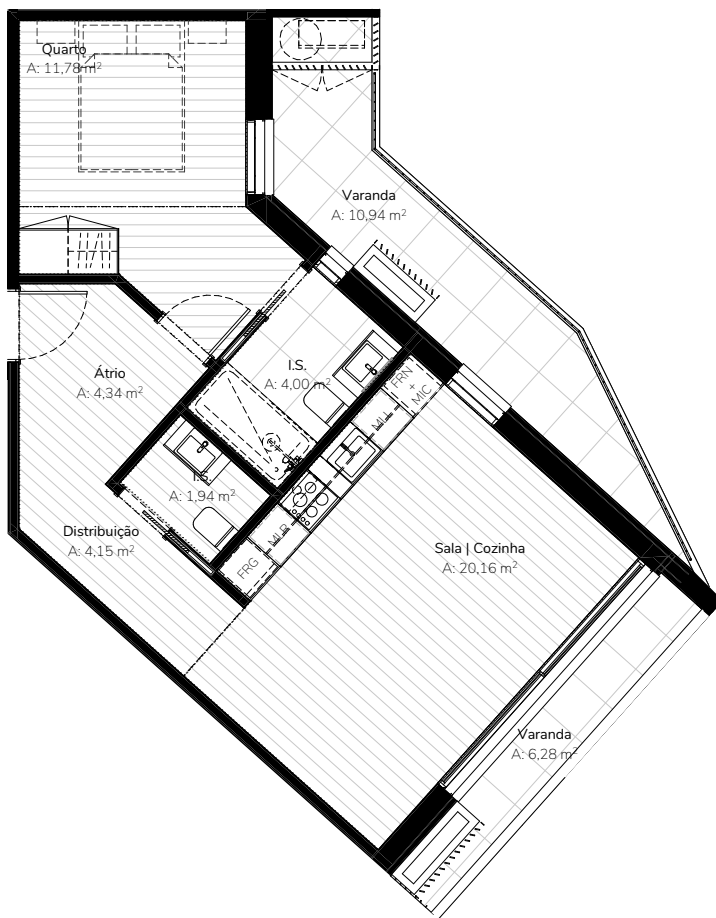 Quarto
A: 11,78 m²
Varanda
A: 10,94 m²
Átrio
A: 4,34 m²
I.S.
A: 4,00 m²
FRN
+
MIC
MLL
I.S.
A: 1,94 m²
Distribuição
A: 4,15 m²
MLR
FRG
Sala | Cozinha
A: 20,16 m²
Varanda
A: 6,28 m²